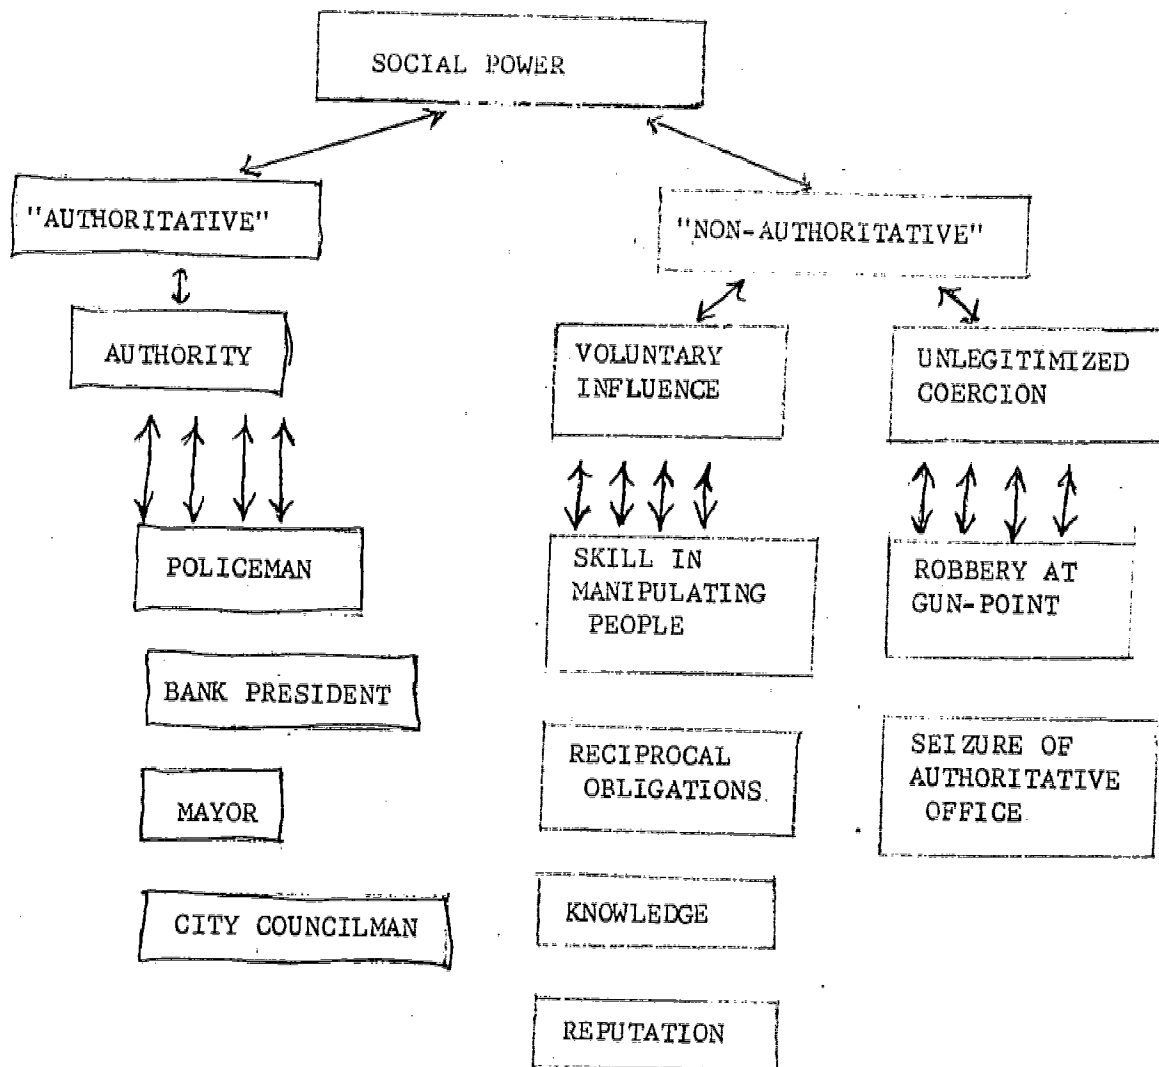 SOCIAL POWER
"AUTHORITATIVE"
"NON-AUTHORITATIVE"
AUTHORITY
VOLUNTARY
INFLUENCE
UNLEGITIMIZED
COERCION
POLICEMAN
BANK PRESIDENT
MAYOR
CITY COUNCILMAN
SKILL IN
MANIPULATING
PEOPLE
RECIPROCAL
OBLIGATIONS
KNOWLEDGE
REPUTATION
ROBBERY AT
GUN-POINT
SEIZURE OF
AUTHORITATIVE
OFFICE